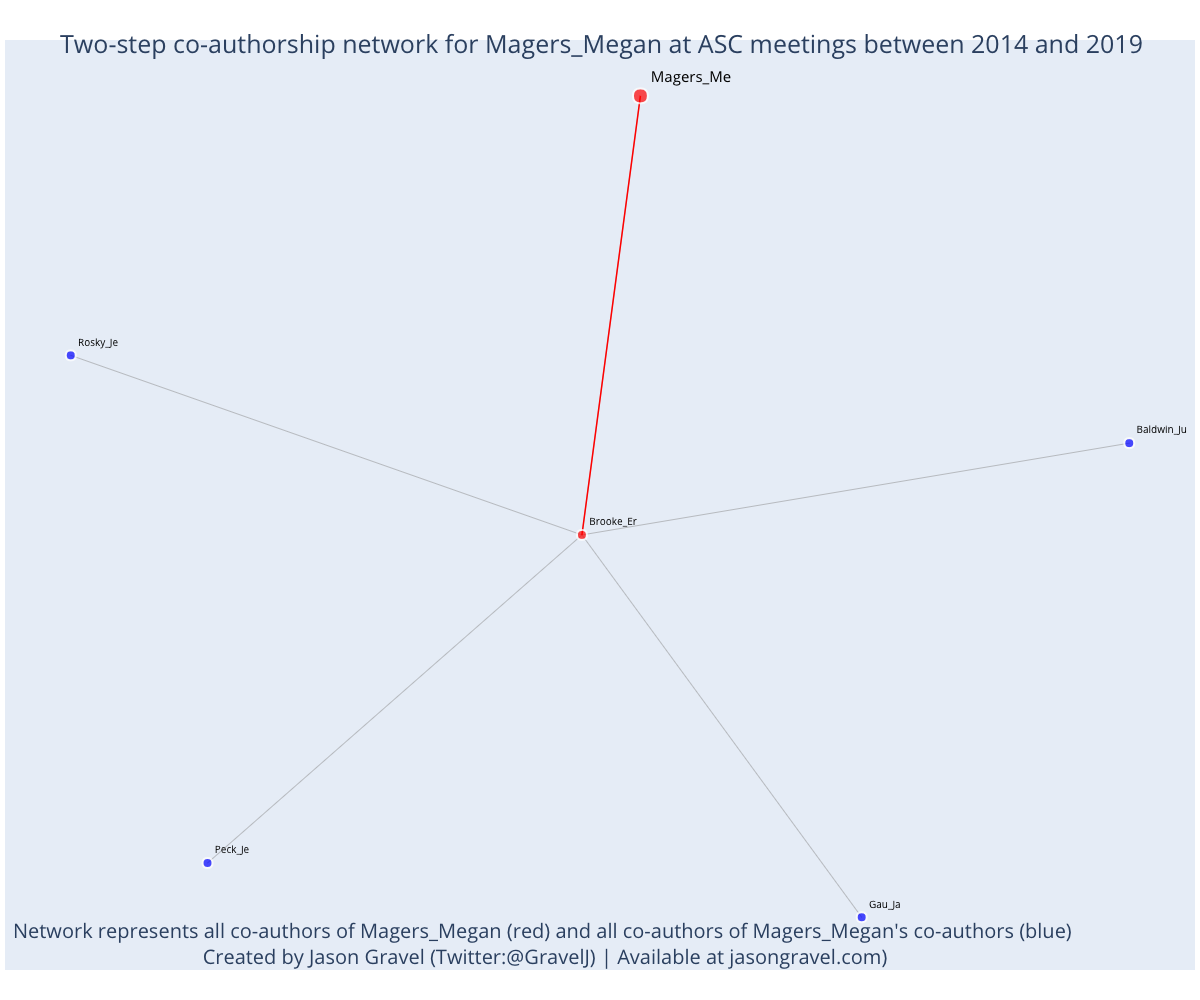 Two-step co-authorship network for Magers_Megan at ASC meetings between 2014 and 2019
Magers_Me
Rosky_Je
Baldwin_Ju
Brooke_Er
Peck_Je
Gau_Ja
Network represents all co-authors of Magers_Megan (red) and all co-authors of Magers_Megan's co-authors (blue)
Created by Jason Gravel (Twitter:@GravelJ) | Available at jasongravel.com)